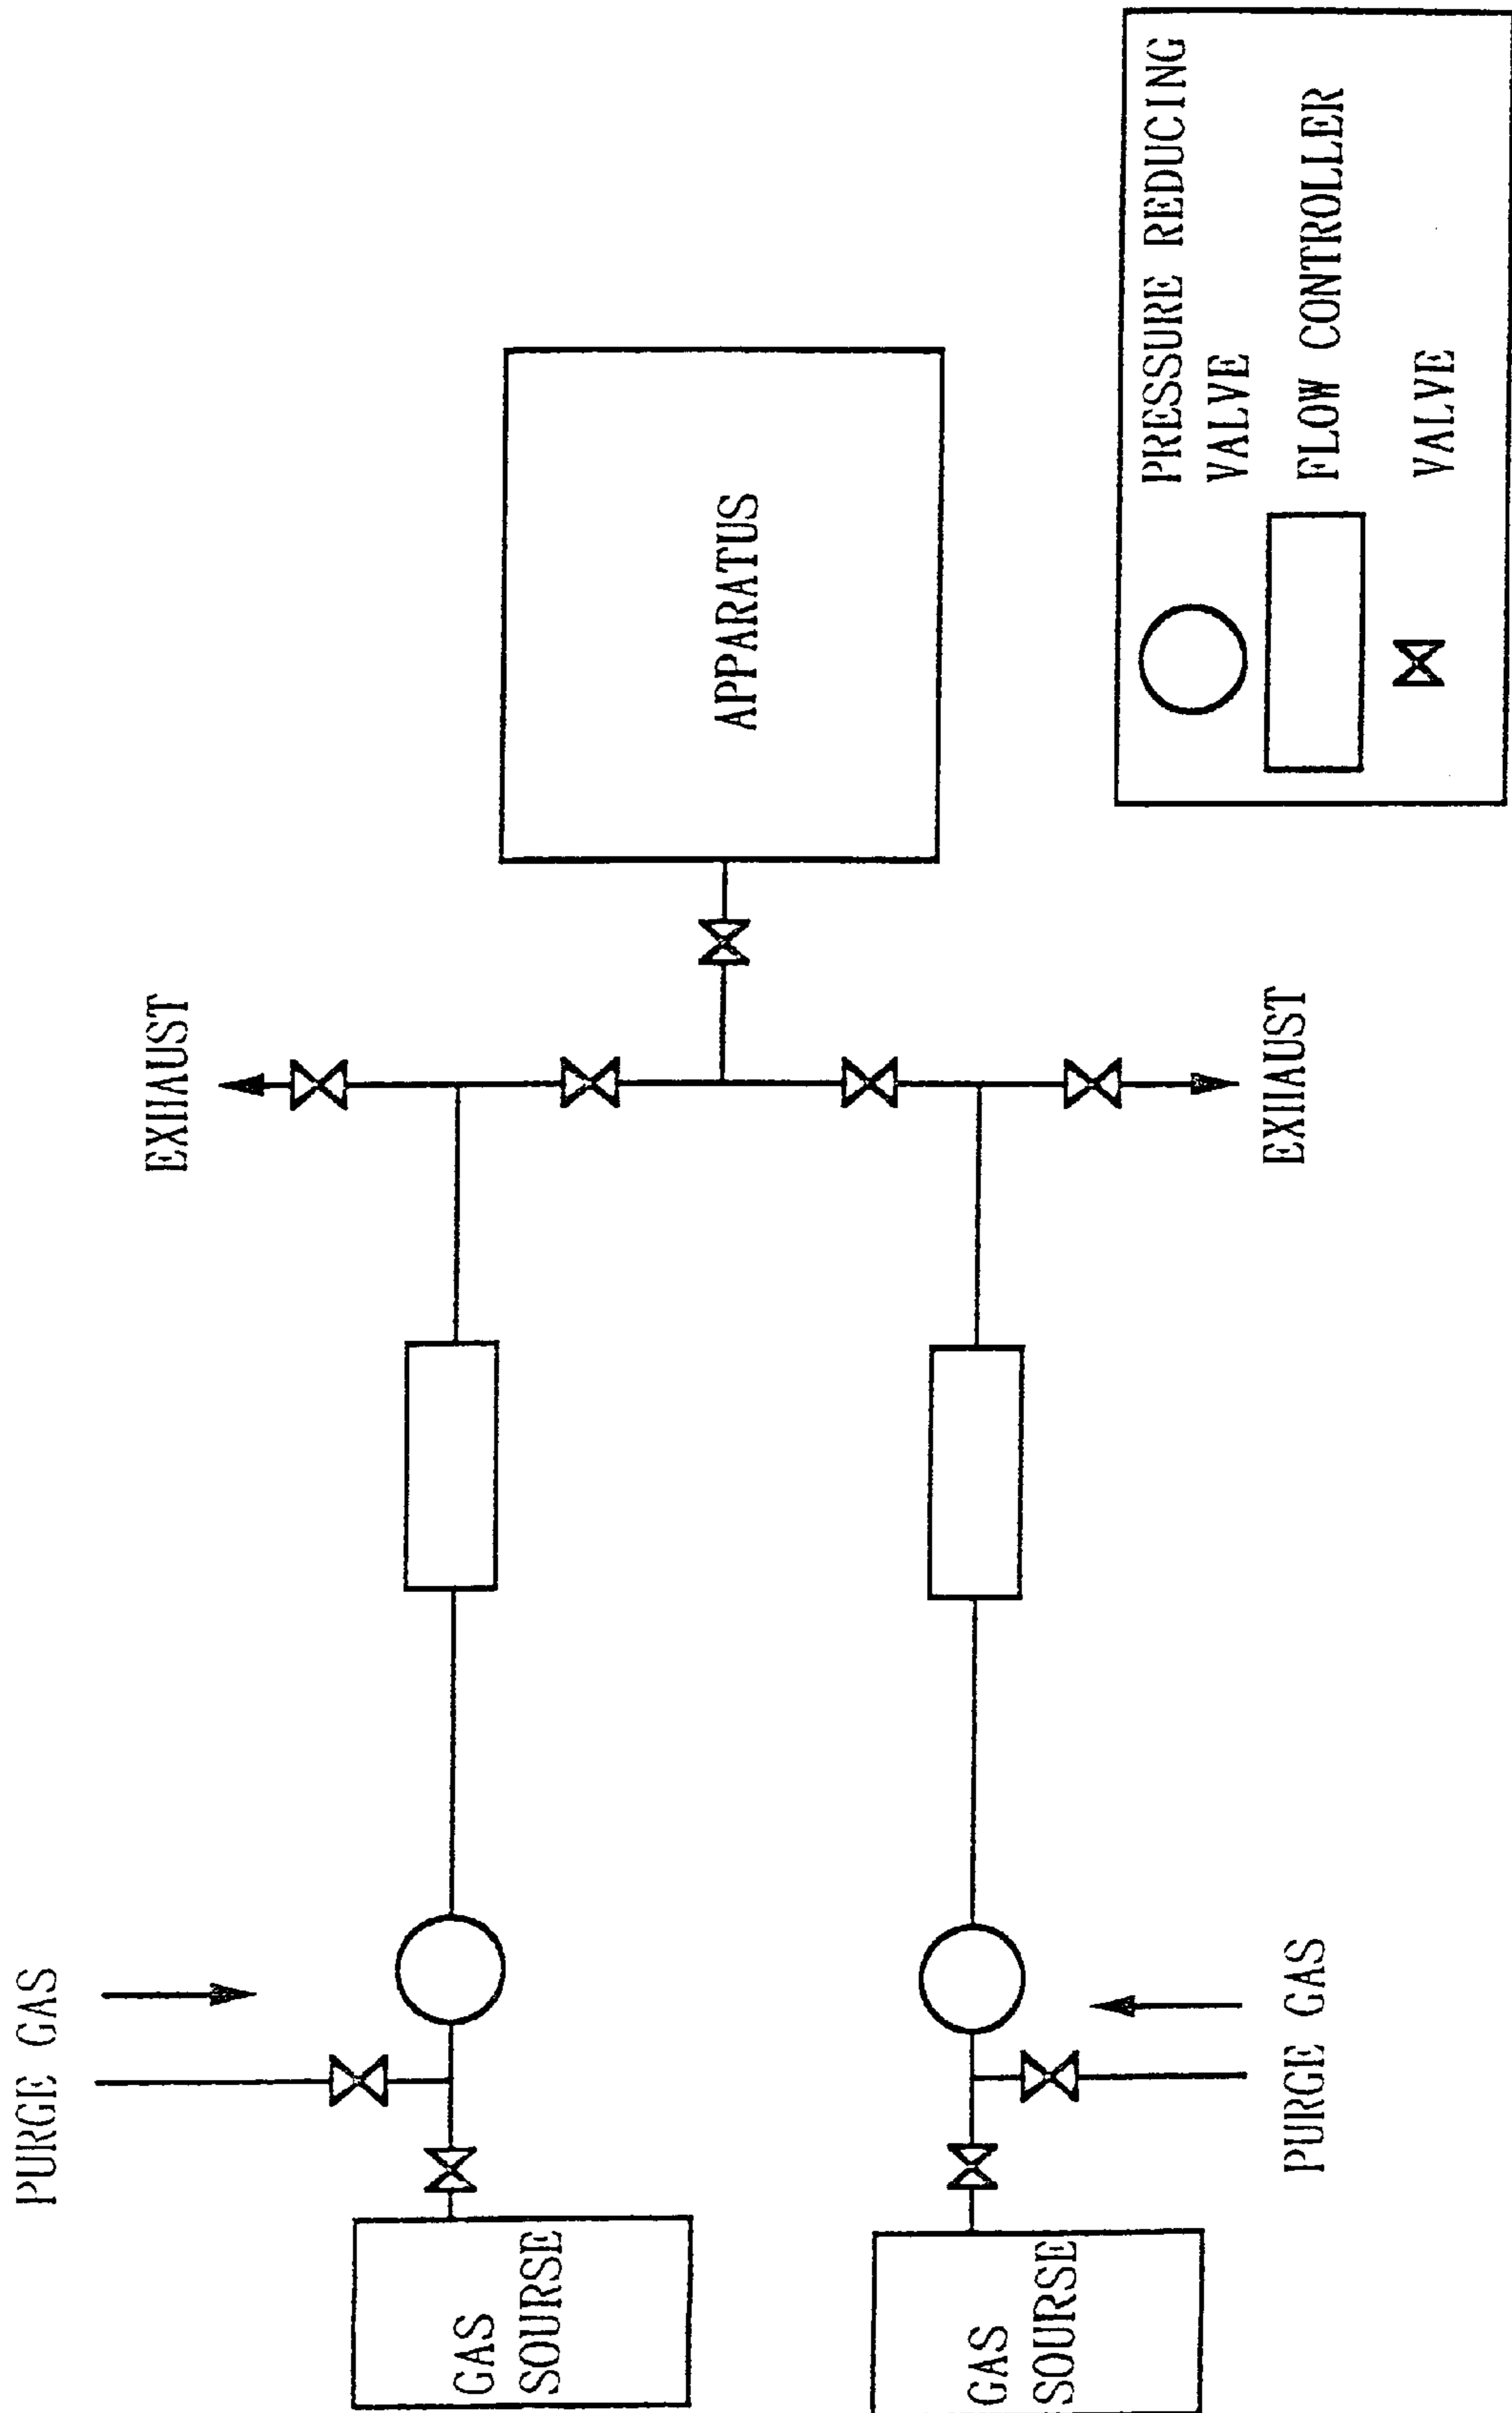 PURGE GAS
EXHAUST
GAS
SOURSE
APPARATUS
GAS
SOURSE
PURGE GAS
EXHAUST
PRESSURE REDUCING
VALVE
FLOW CONTROLLER
VALVE